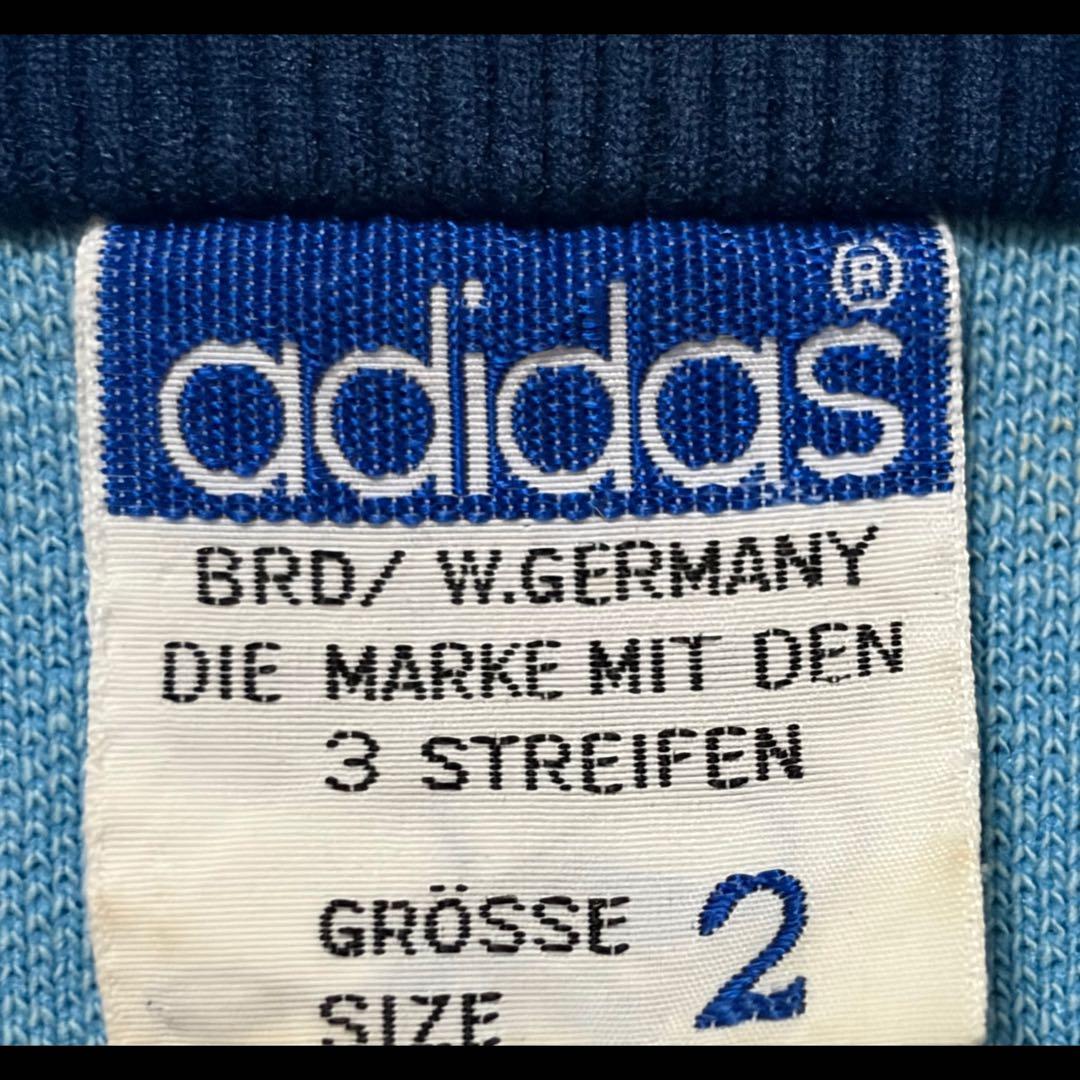 adidas®
BRD/ W.GERMANY
DIE MARKE MIT DEN
3 STREIFEN
GRÖSSE 2
SIZE